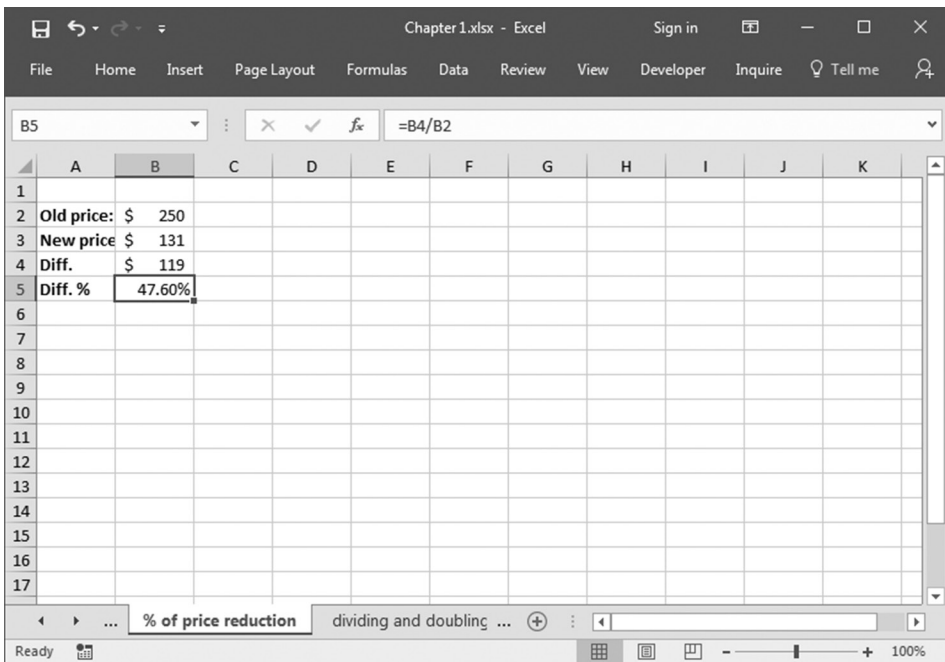 Chapter 1.xlsx - Excel Sign in
File Home Insert Page Layout Formulas Data Review View Developer Inquire Tell me
B5 fx =B4/B2
A B C D E F G H I J K
1
2 Old price: $ 250
3 New price $ 131
4 Diff. $ 119
5 Diff. % 47.60%
6
7
8
9
10
11
12
13
14
15
16
17
... % of price reduction dividing and doubling ...
Ready 100%